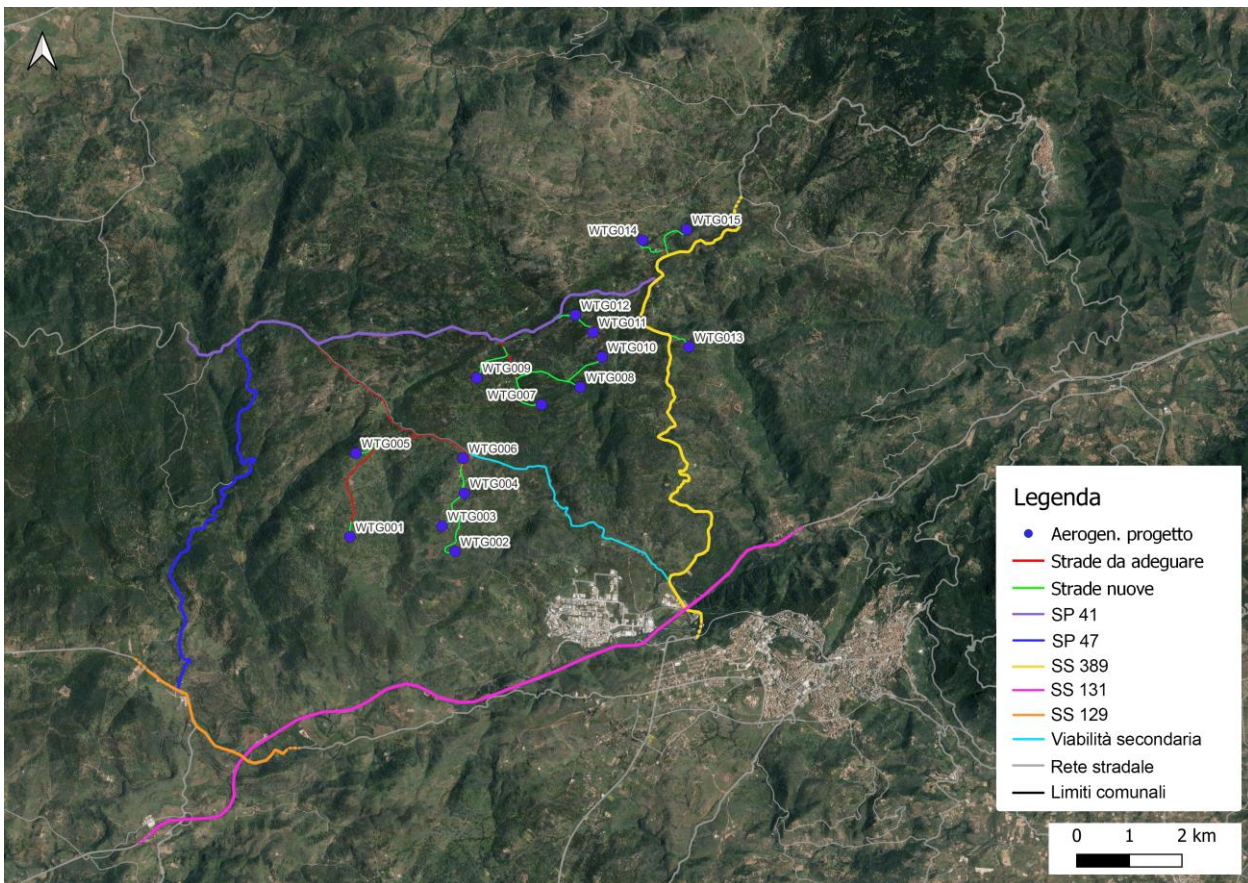 WTG015
WTG014
WTG012
WTG011
WTG013
WTG010
WTG009
WTG008
WTG007
WTG005
WTG006
WTG004
WTG003
WTG001
WTG002
Legenda
Aerogen. progetto
Strade da adeguare
Strade nuove
SP 41
SP 47
SS 389
SS 131
SS 129
Viabilità secondaria
Rete stradale
Limiti comunali
0 1 2 km